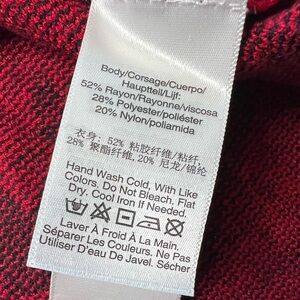 Body/Corsage/Cuerpo/
Hauptteil/Lijf:
52% Rayon/Rayonne/viscosa
28% Polyester/poliéster
20% Nylon/poliamida
衣身: 52% 粘胶纤维/粘纤,
28% 聚酯纤维, 20% 尼龙/锦纶
Hand Wash Cold, With Like
Colors, Do Not Bleach. Flat
Dry. Cool Iron If Needed.
Laver À Froid À La Main.
Séparer Les Couleurs. Ne Pas
Utiliser D'eau De Javel. Sécher